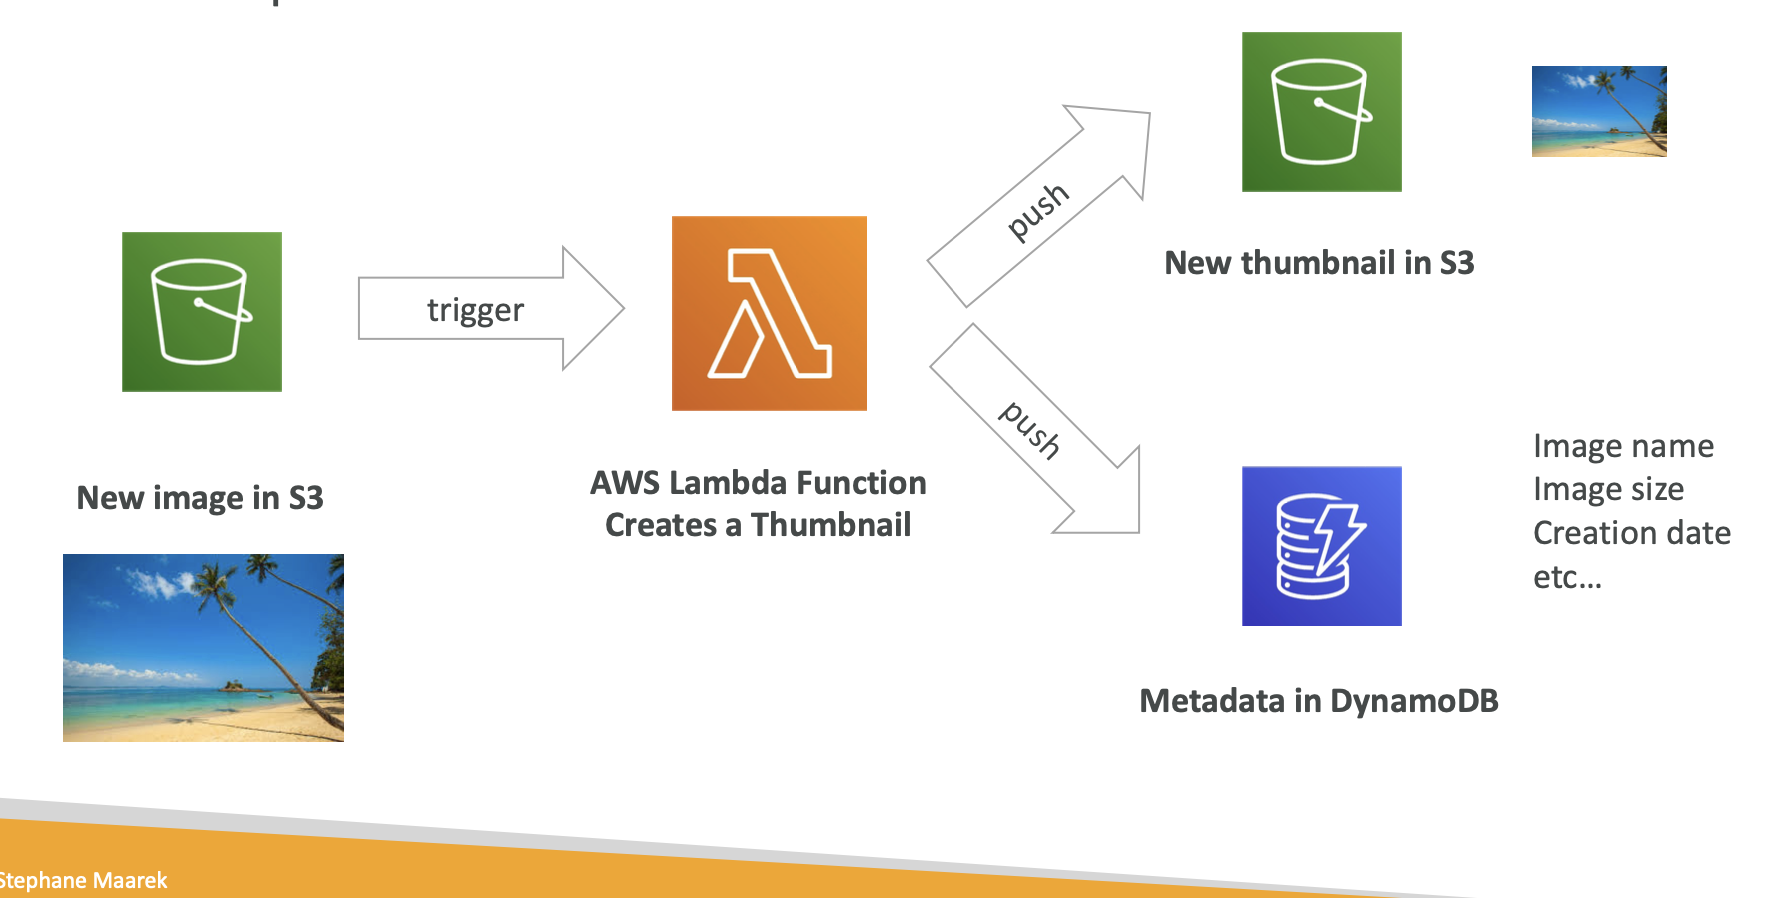 trigger
push
push
New image in S3
AWS Lambda Function
Creates a Thumbnail
New thumbnail in S3
Image name
Image size
Creation date
etc...
Metadata in DynamoDB
Stephane Maarek